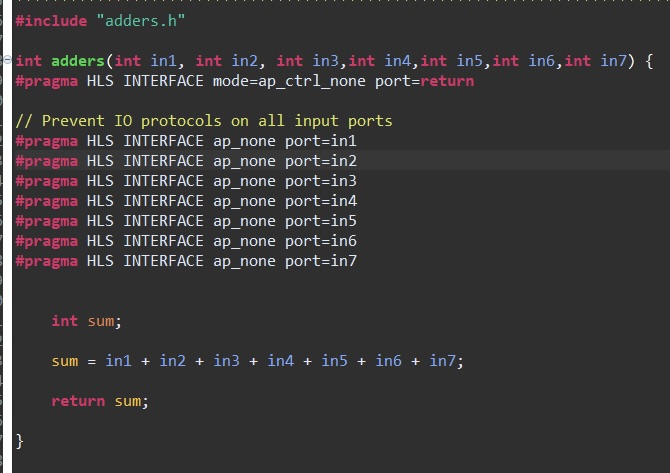 #include "adders.h"
int adders(int in1, int in2, int in3,int in4,int in5,int in6,int in7) {
#pragma HLS INTERFACE mode=ap_ctrl_none port=return
// Prevent IO protocols on all input ports
#pragma HLS INTERFACE ap_none port=in1
#pragma HLS INTERFACE ap_none port=in2
#pragma HLS INTERFACE ap_none port=in3
#pragma HLS INTERFACE ap_none port=in4
#pragma HLS INTERFACE ap_none port=in5
#pragma HLS INTERFACE ap_none port=in6
#pragma HLS INTERFACE ap_none port=in7
int sum;
sum = in1 + in2 + in3 + in4 + in5 + in6 + in7;
return sum;
}